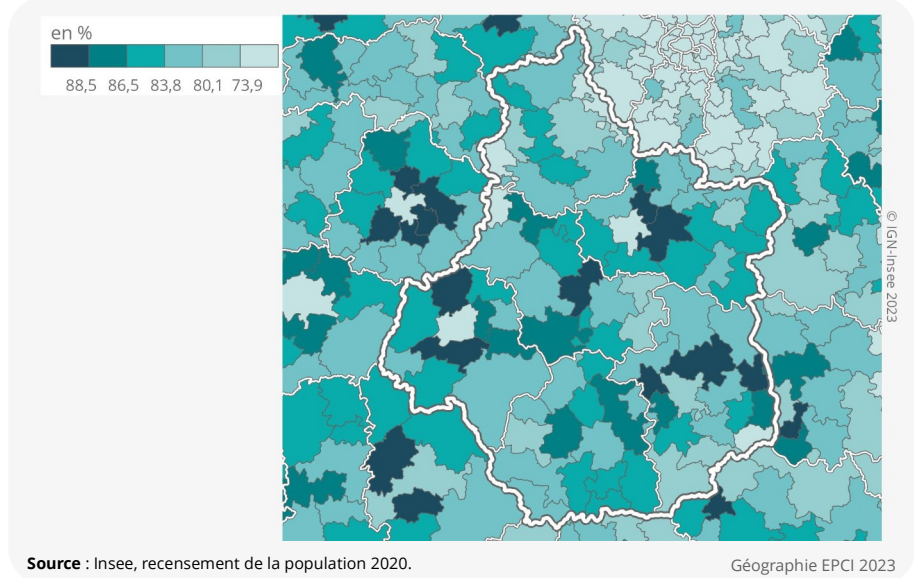 en %
88,5 86,5 83,8 80,1 73,9
© IGN-Insee 2023
Source : Insee, recensement de la population 2020.
Géographie EPCI 2023